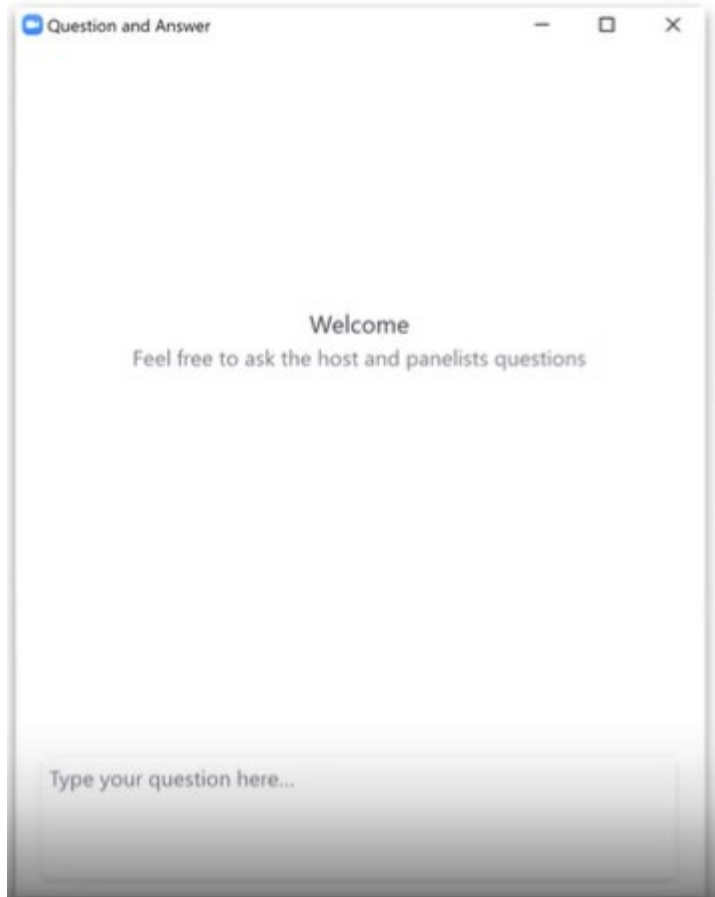 Question and Answer
Welcome
Feel free to ask the host and panelists questions
Type your question here...